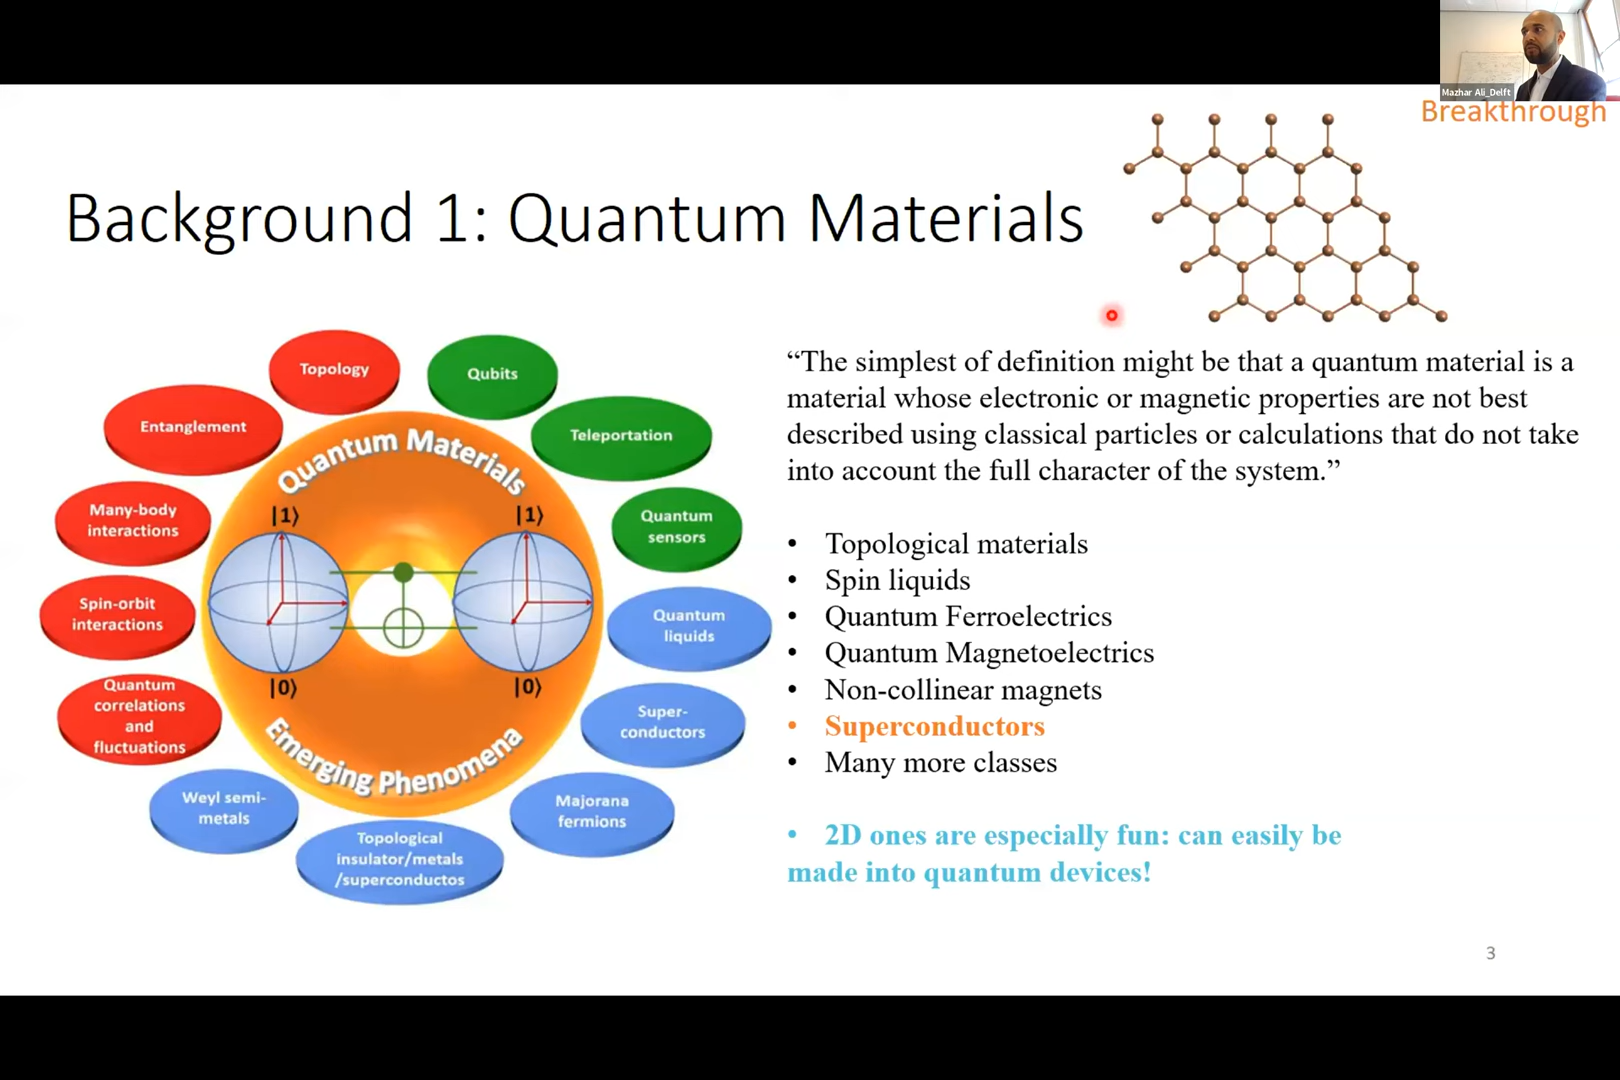 Mazhar Ali_Delft
Breakthrough
Background 1: Quantum Materials
Topology
Qubits
Entanglement
Teleportation
Quantum Materials
Many-body
interactions
|1⟩
|1⟩
Quantum
sensors
Spin-orbit
interactions
Quantum
liquids
Quantum
correlations
and
fluctuations
|0⟩
|0⟩
Super-
conductors
Emerging Phenomena
Weyl semi-
metals
Majorana
fermions
Topological
insulator/metals
/superconductos
“The simplest of definition might be that a quantum material is a
material whose electronic or magnetic properties are not best
described using classical particles or calculations that do not take
into account the full character of the system.”
• Topological materials
• Spin liquids
• Quantum Ferroelectrics
• Quantum Magnetoelectrics
• Non-collinear magnets
• Superconductors
• Many more classes
• 2D ones are especially fun: can easily be
made into quantum devices!
3